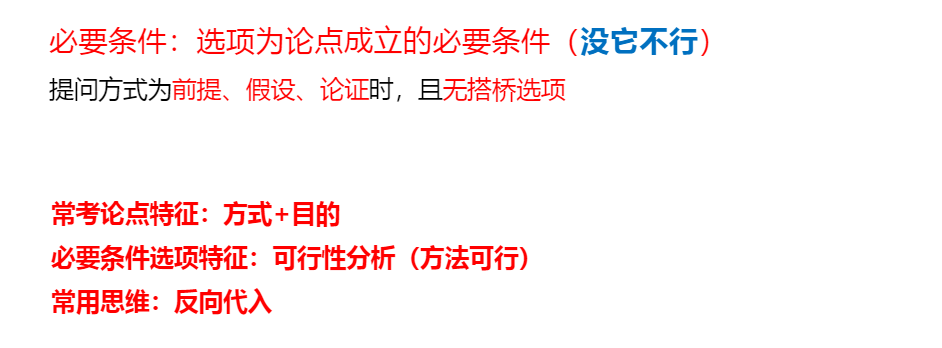 必要条件：选项为论点成立的必要条件（没它不行）
提问方式为前提、假设、论证时，且无搭桥选项
常考论点特征：方式+目的
必要条件选项特征：可行性分析（方法可行）
常用思维：反向代入